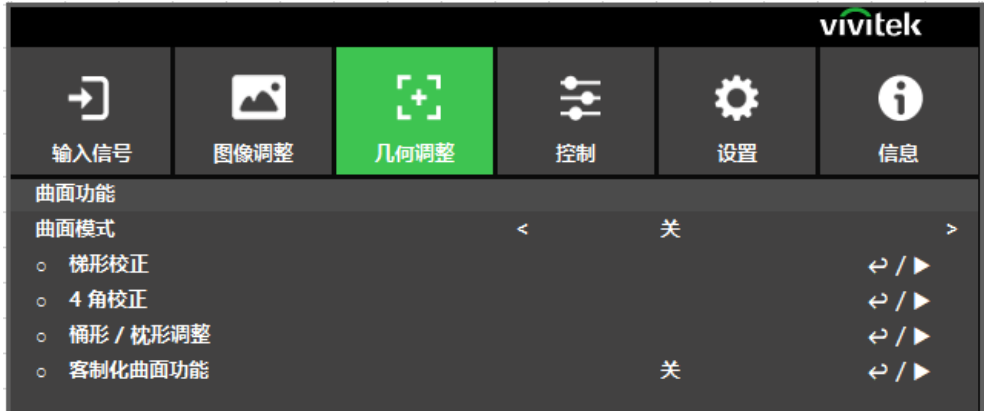 vivitek
输入信号 图像调整 几何调整 控制 设置 信息
曲面功能
曲面模式 < 关 >
○ 梯形校正 ↩ / ▶
○ 4 角校正 ↩ / ▶
○ 桶形 / 枕形调整 ↩ / ▶
○ 客制化曲面功能 关 ↩ / ▶